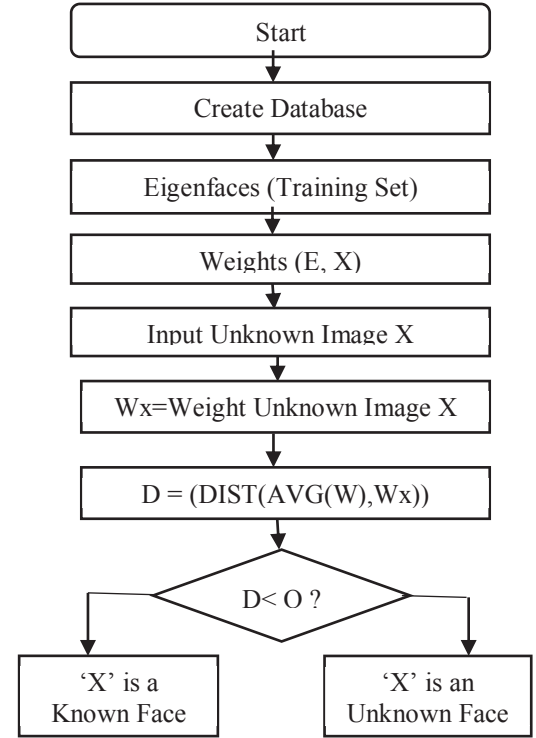 Start
Create Database
Eigenfaces (Training Set)
Weights (E, X)
Input Unknown Image X
Wx=Weight Unknown Image X
D = (DIST(AVG(W),Wx))
D< O ?
‘X’ is a
Known Face
‘X’ is an
Unknown Face